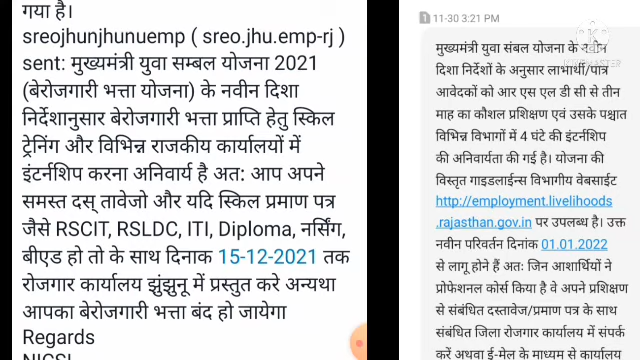 गया है।
sreojhunjhunuemp ( sreo.jhu.emp-rj )
sent: मुख्यमंत्री युवा सम्बल योजना 2021
(बेरोजगारी भत्ता योजना) के नवीन दिशा
निर्देशानुसार बेरोजगारी भत्ता प्राप्ति हेतु स्किल
ट्रेनिंग और विभिन्न राजकीय कार्यालयों में
इंटर्नशिप करना अनिवार्य है अत: आप अपने
समस्त दस् तावेजो और यदि स्किल प्रमाण पत्र
जैसे RSCIT, RSLDC, ITI, Diploma, नर्सिंग,
बीएड हो तो के साथ दिनाक 15-12-2021 तक
रोजगार कार्यालय झुंझुनू में प्रस्तुत करे अन्यथा
आपका बेरोजगारी भत्ता बंद हो जायेगा
Regards
NICSI
1 11-30 3:21 PM
मुख्यमंत्री युवा संबल योजना के नवीन
दिशा निर्देशों के अनुसार लाभार्थी/पात्र
आवेदकों को आर एस एल डी सी से तीन
माह का कौशल प्रशिक्षण एवं उसके पश्चात
विभिन्न विभागों में 4 घंटे की इंटर्नशिप
की अनिवार्यता की गई है। योजना की
विस्तृत गाइडलाईन्स विभागीय वेबसाईट
http://employment.livelihoods
.rajasthan.gov.in पर उपलब्ध है। उक्त
नवीन परिवर्तन दिनांक 01.01.2022
से लागू होने हैं अतः जिन आशार्थियों ने
प्रोफेशनल कोर्स किया है वे अपने प्रशिक्षण
से संबंधित दस्तावेज/प्रमाण पत्र के साथ
संबंधित जिला रोजगार कार्यालय में संपर्क
करें अथवा ई-मेल के माध्यम से कार्यालय